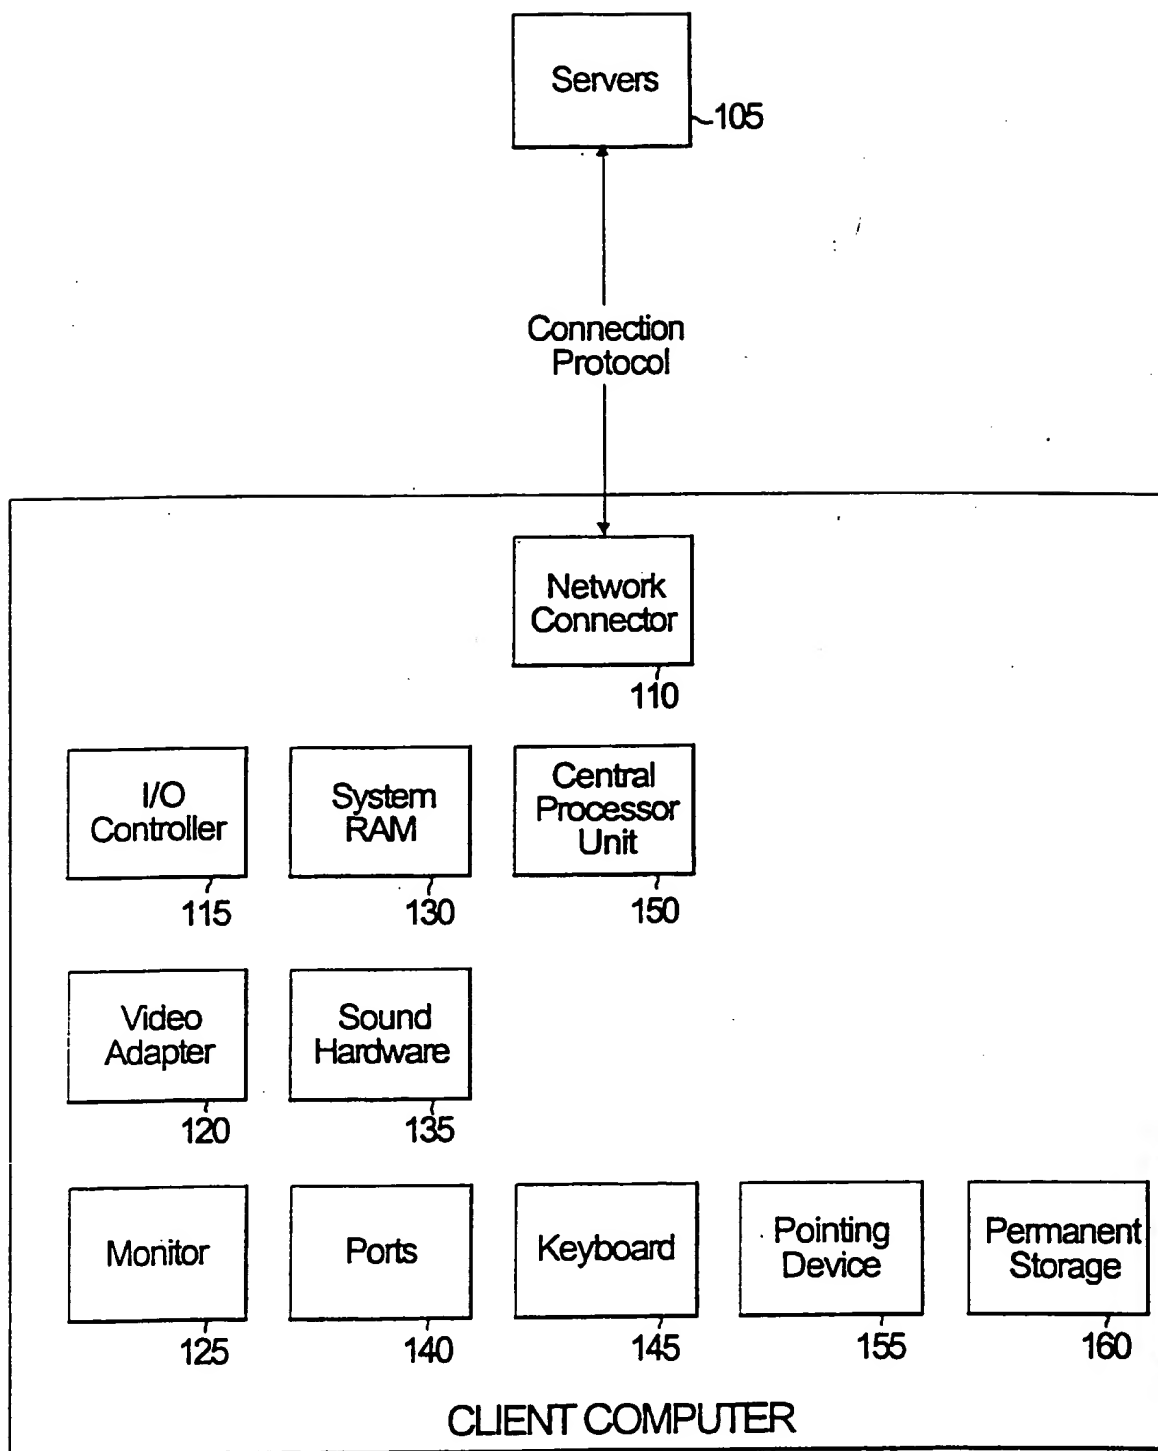 Servers
105
Connection
Protocol
Network
Connector
110
I/O
Controller
115
System
RAM
130
Central
Processor
Unit
150
Video
Adapter
120
Sound
Hardware
135
Monitor
125
Ports
140
Keyboard
145
Pointing
Device
155
Permanent
Storage
160
CLIENT COMPUTER